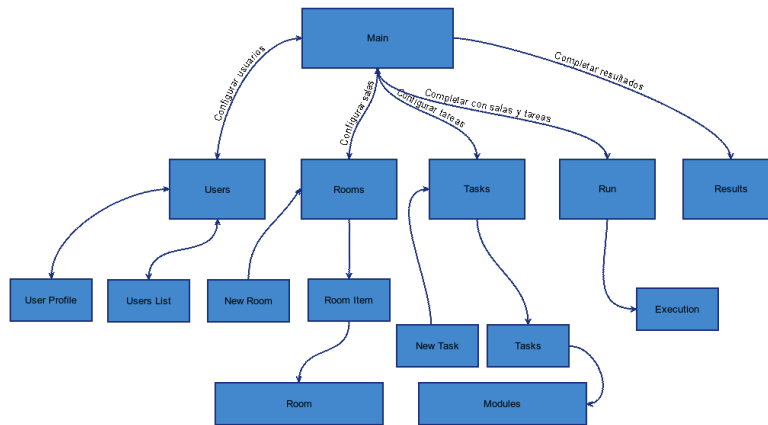 Main
Configurar usuarios
Configurar salas
Configurar tareas
Completar con salas y tareas
Completar resultados
Users
Rooms
Tasks
Run
Results
User Profile
Users List
New Room
Room Item
Execution
New Task
Tasks
Room
Modules